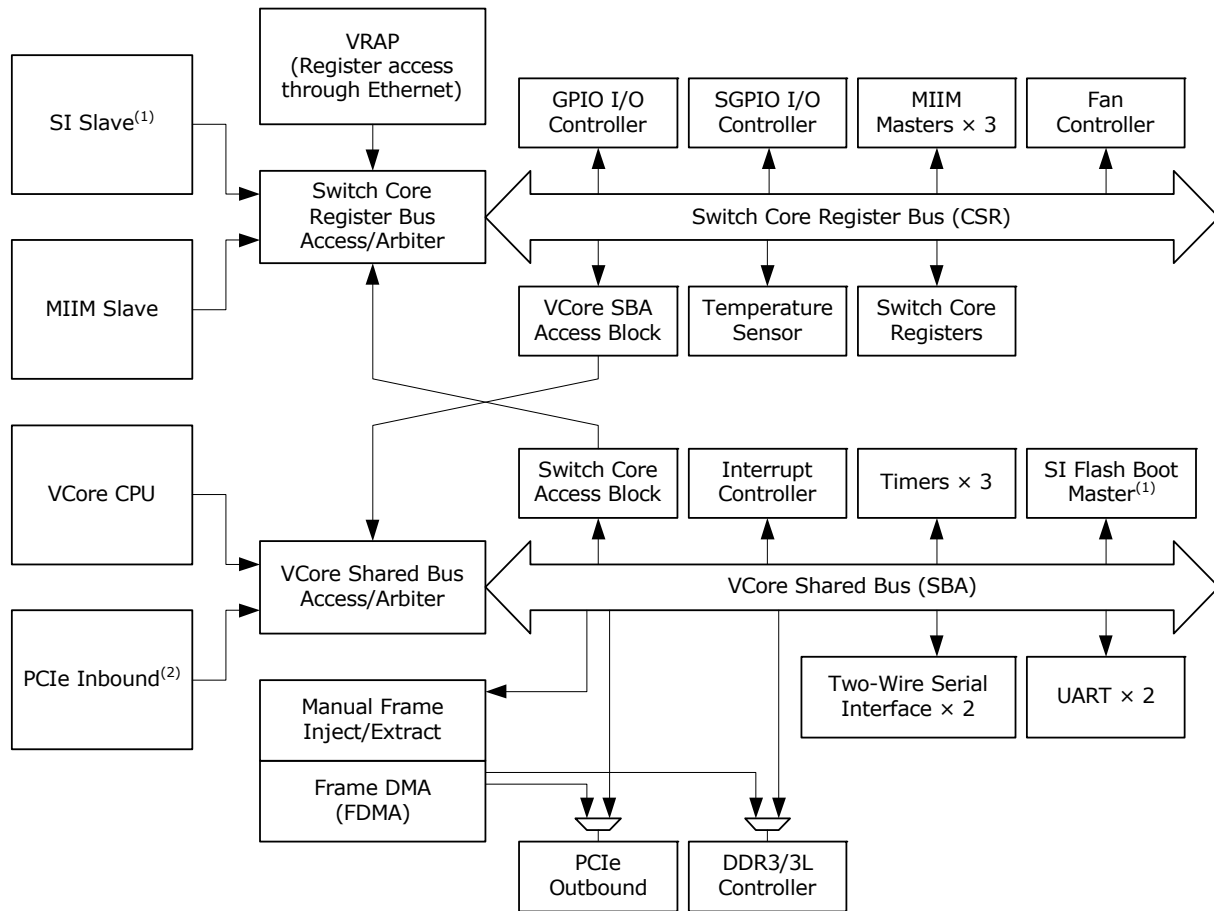 VRAP
(Register access
through Ethernet)
SI Slave(1)
GPIO I/O
Controller
SGPIO I/O
Controller
MIIM
Masters × 3
Fan
Controller
Switch Core
Register Bus
Access/Arbiter
Switch Core Register Bus (CSR)
MIIM Slave
VCore SBA
Access Block
Temperature
Sensor
Switch Core
Registers
VCore CPU
Switch Core
Access Block
Interrupt
Controller
Timers × 3
SI Flash Boot
Master(1)
VCore Shared Bus
Access/Arbiter
VCore Shared Bus (SBA)
PCIe Inbound(2)
Manual Frame
Inject/Extract
Two-Wire Serial
Interface × 2
UART × 2
Frame DMA
(FDMA)
PCIe
Outbound
DDR3/3L
Controller